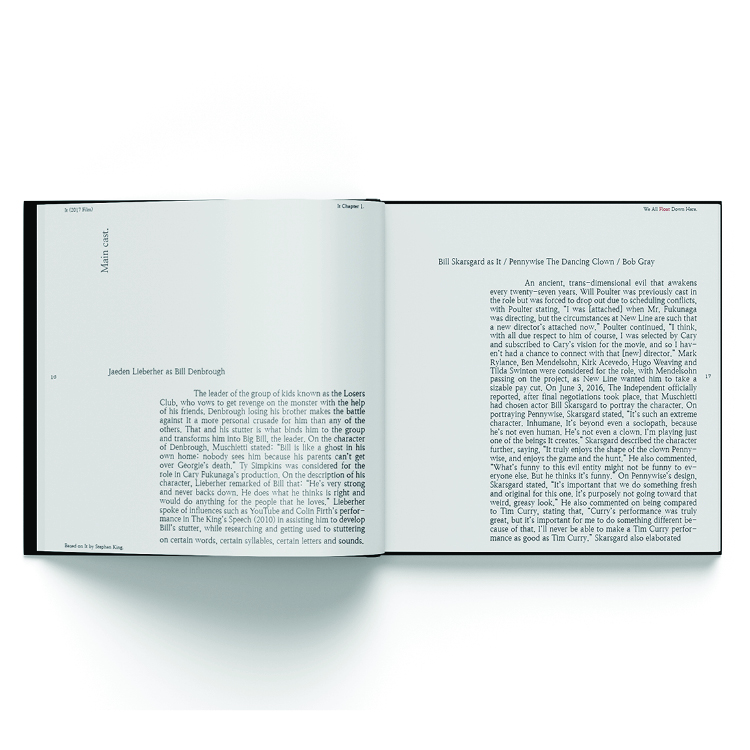 It (2017 Film)
It Chapter 1.
Main cast.
16
Jaeden Lieberher as Bill Denbrough
The leader of the group of kids known as the Losers
Club, who vows to get revenge on the monster with the help
of his friends. Denbrough losing his brother makes the battle
against It a more personal crusade for him than any of the
others. That and his stutter is what binds him to the group
and transforms him into Big Bill, the leader. On the character
of Denbrough, Muschietti stated: "Bill is like a ghost in his
own home: nobody sees him because his parents can't get
over Georgie's death." Ty Simpkins was considered for the
role in Cary Fukunaga's production. On the description of his
character, Lieberher remarked of Bill that: "He's very strong
and never backs down. He does what he thinks is right and
would do anything for the people that he loves." Lieberher
spoke of influences such as YouTube and Colin Firth's perfor-
mance in The King's Speech (2010) in assisting him to develop
Bill's stutter, while researching and getting used to stuttering
on certain words, certain syllables, certain letters and sounds.
Based on It by Stephen King.
We All Float Down Here.
Bill Skarsgard as It / Pennywise The Dancing Clown / Bob Gray
An ancient, trans-dimensional evil that awakens
every twenty-seven years. Will Poulter was previously cast in
the role but was forced to drop out due to scheduling conflicts,
with Poulter stating, "I was [attached] when Mr. Fukunaga
was directing, but the circumstances at New Line are such that
a new director's attached now." Poulter continued, "I think,
with all due respect to him of course, I was selected by Cary
and subscribed to Cary's vision for the movie, and so I hav-
en't had a chance to connect with that [new] director." Mark
Rylance, Ben Mendelsohn, Kirk Acevedo, Hugo Weaving and
Tilda Swinton were considered for the role, with Mendelsohn
passing on the project, as New Line wanted him to take a
sizable pay cut. On June 3, 2016, The Independent officially
reported, after final negotiations took place, that Muschietti
had chosen actor Bill Skarsgard to portray the character. On
portraying Pennywise, Skarsgard stated, "It's such an extreme
character. Inhumane. It's beyond even a sociopath, because
he's not even human. He's not even a clown. I'm playing just
one of the beings It creates." Skarsgard described the character
further, saying, "It truly enjoys the shape of the clown Penny-
wise, and enjoys the game and the hunt." He also commented,
"What's funny to this evil entity might not be funny to ev-
eryone else. But he thinks it's funny." On Pennywise's design,
Skarsgard stated, "It's important that we do something fresh
and original for this one. It's purposely not going toward that
weird, greasy look." He also commented on being compared
to Tim Curry, stating that, "Curry's performance was truly
great, but it's important for me to do something different be-
cause of that. I'll never be able to make a Tim Curry perfor-
mance as good as Tim Curry." Skarsgard also elaborated
17